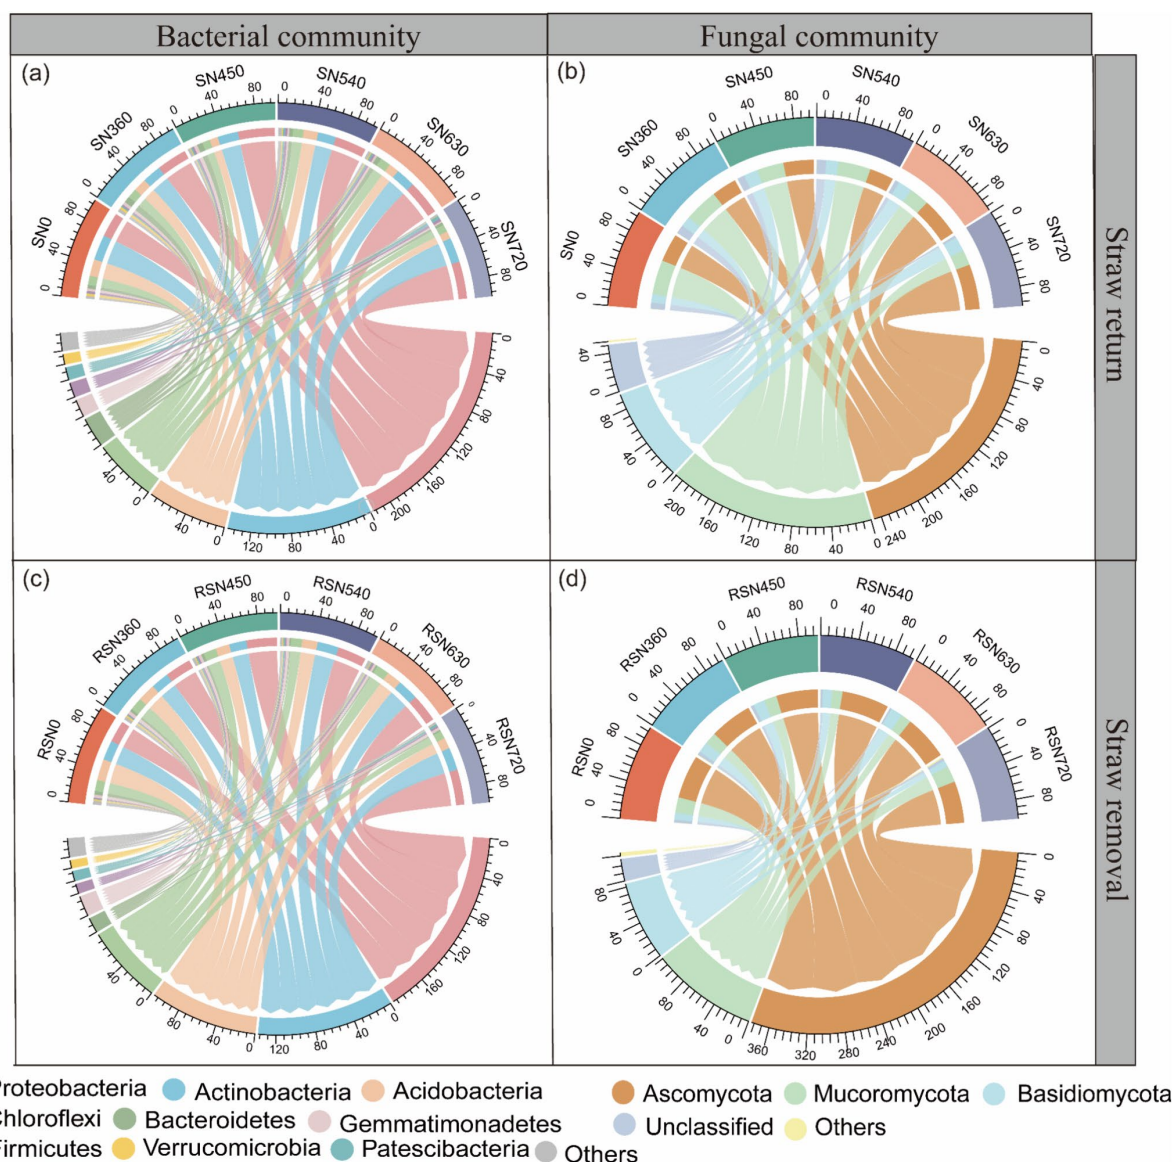 Bacterial community
Fungal community
Straw return
Straw removal
(a)
SN0
SN360
SN450
SN540
SN630
SN720
(b)
SN0
SN360
SN450
SN540
SN630
SN720
(c)
RSN0
RSN360
RSN450
RSN540
RSN630
RSN720
(d)
RSN0
RSN360
RSN450
RSN540
RSN630
RSN720
roteobacteria Actinobacteria Acidobacteria
Chloroflexi Bacteroidetes Gemmatimonadetes
Firmicutes Verrucomicrobia Patescibacteria Others
Ascomycota Mucoromycota Basidiomycota
Unclassified Others